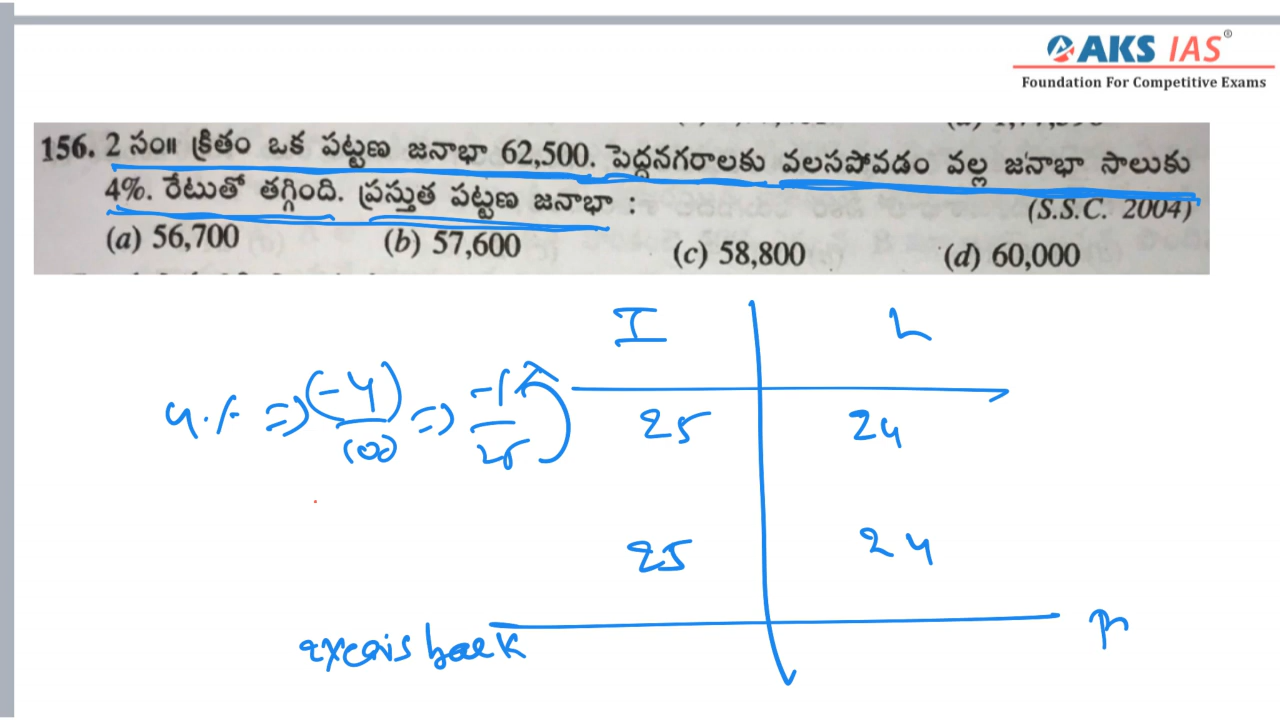 AKS IAS®
Foundation For Competitive Exams
156. 2 సం॥ క్రితం ఒక పట్టణ జనాభా 62,500. పెద్దనగరాలకు వలసపోవడం వల్ల జనాభా సాలుకు
4%. రేటుతో తగ్గింది. ప్రస్తుత పట్టణ జనాభా :
(S.S.C. 2004)
(a) 56,700 (b) 57,600 (c) 58,800 (d) 60,000
I
4% => (-4)/100 => -1/25
25 24
25 24